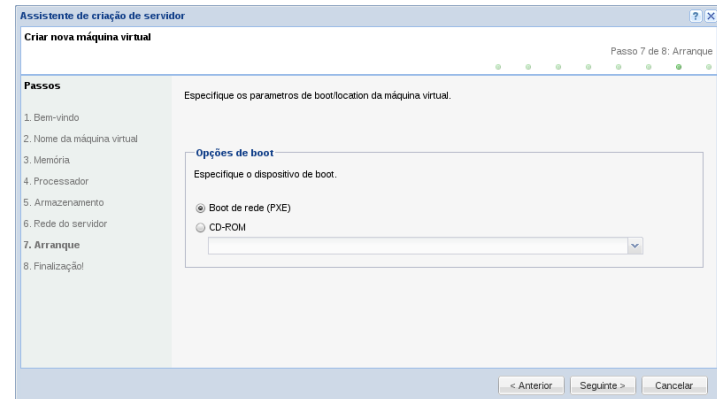 Assistente de criação de servidor
Criar nova máquina virtual
Passo 7 de 8: Arranque
Passos
1. Bem-vindo
2. Nome da máquina virtual
3. Memória
4. Processador
5. Armazenamento
6. Rede do servidor
7. Arranque
8. Finalização!
Especifique os parametros de boot/location da máquina virtual.
Opções de boot
Especifique o dispositivo de boot.
Boot de rede (PXE)
CD-ROM
< Anterior
Seguinte >
Cancelar